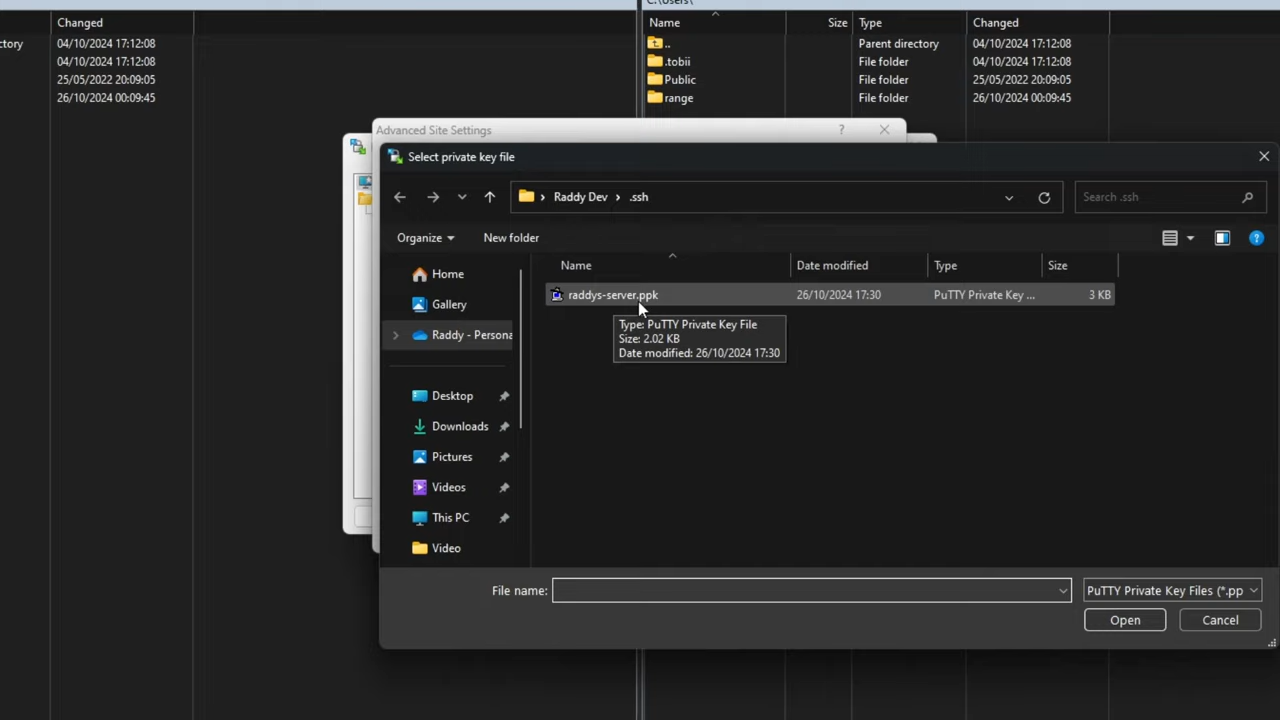 C:\Users\
Changed
Name Size Type Changed
ctory 04/10/2024 17:12:08
.. Parent directory 04/10/2024 17:12:08
04/10/2024 17:12:08
.tobii File folder 04/10/2024 17:12:08
25/05/2022 20:09:05
Public File folder 25/05/2022 20:09:05
26/10/2024 00:09:45
range File folder 26/10/2024 00:09:45
Advanced Site Settings ?
Select private key file
Raddy Dev › .ssh
Search .ssh
Organize New folder
Name Date modified Type Size
Home
Gallery
Raddy - Persona
Desktop
Downloads
Pictures
Videos
This PC
Video
raddys-server.ppk 26/10/2024 17:30 PuTTY Private Key ... 3 KB
Type: PuTTY Private Key File
Size: 2.02 KB
Date modified: 26/10/2024 17:30
File name:
PuTTY Private Key Files (*.pp
Open Cancel